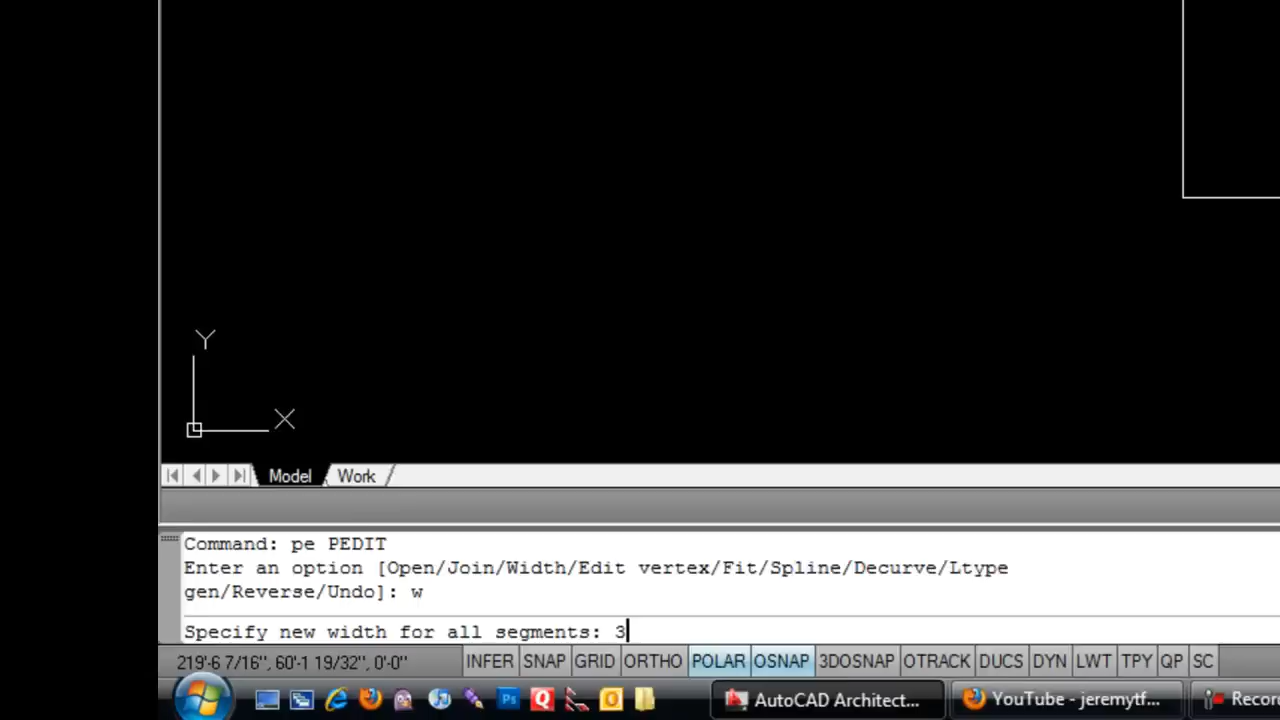 Y
X
Model Work
Command: pe PEDIT
Enter an option [Open/Join/Width/Edit vertex/Fit/Spline/Decurve/Ltype
gen/Reverse/Undo]: w
Specify new width for all segments: 3
219'-6 7/16", 60'-1 19/32", 0'-0" INFER SNAP GRID ORTHO POLAR OSNAP 3DOSNAP OTRACK DUCS DYN LWT TPY QP SC
Ps Q O AutoCAD Architect... YouTube - jeremytf... Recor